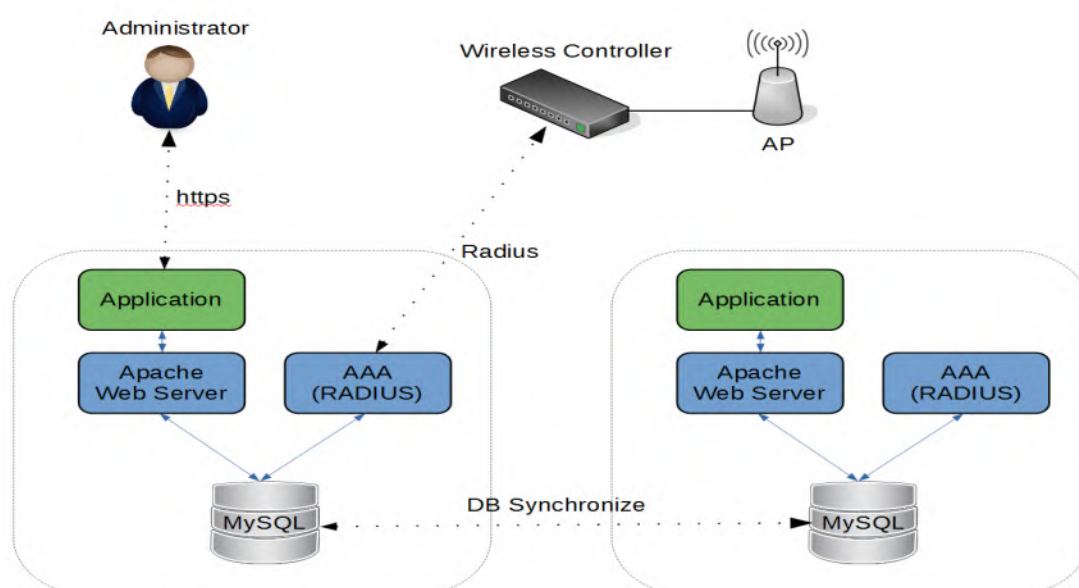 Administrator
Wireless Controller
AP
https
Radius
Application
Apache
Web Server
AAA
(RADIUS)
MySQL
DB Synchronize
Application
Apache
Web Server
AAA
(RADIUS)
MySQL